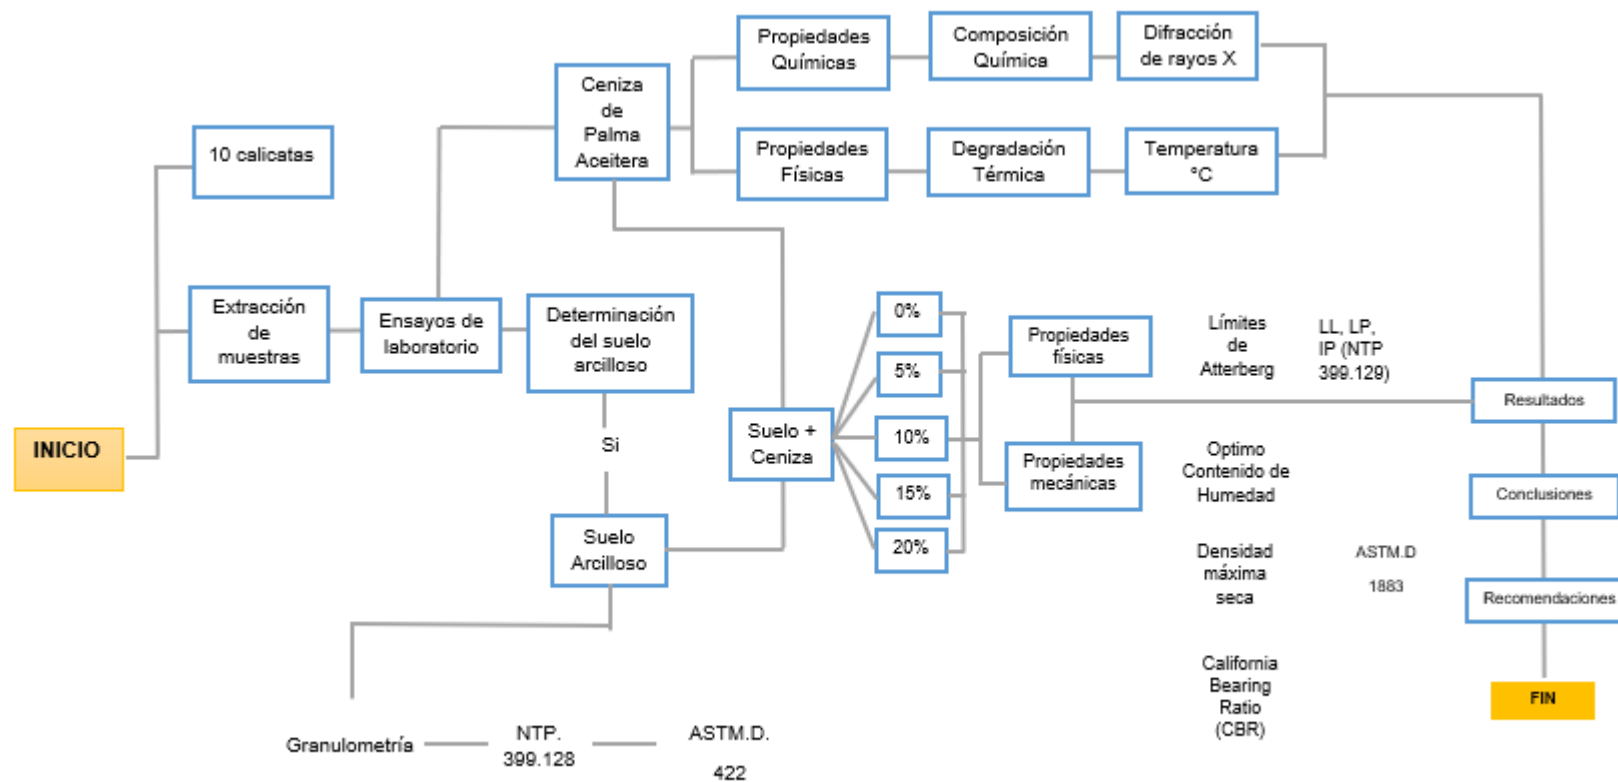 Propiedades
Químicas
Composición
Química
Difracción
de rayos X
Ceniza
de
Palma
Aceitera
10 calicatas
Propiedades
Físicas
Degradación
Térmica
Temperatura
°C
Extracción
de
muestras
Ensayos de
laboratorio
Determinación
del suelo
arcilloso
0%
5%
10%
15%
20%
Propiedades
físicas
Límites
de
Atterberg
LL, LP,
IP (NTP
399.129)
Resultados
INICIO
Si
Suelo +
Ceniza
Propiedades
mecánicas
Optimo
Contenido de
Humedad
Conclusiones
Suelo
Arcilloso
Densidad
máxima
seca
ASTM.D
1883
Recomendaciones
California
Bearing
Ratio
(CBR)
FIN
Granulometría
NTP.
399.128
ASTM.D.
422